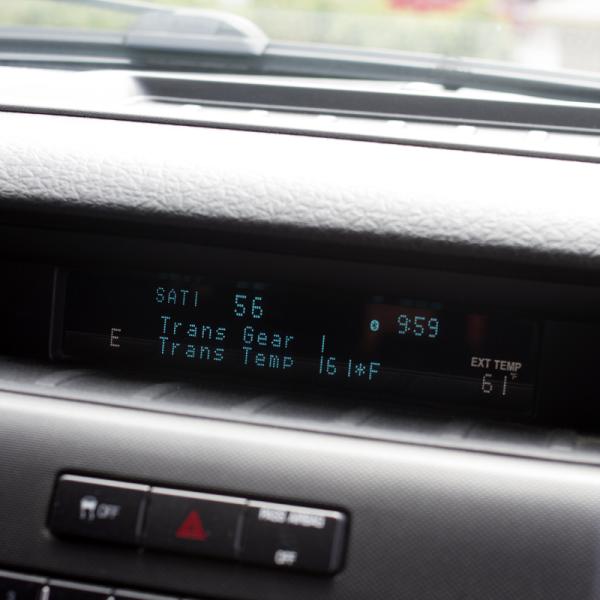 SAT1 56
9:59
Trans Gear 1
E
Trans Temp 161*F
EXT TEMP
61°F
OFF
PASS AIRBAG
OFF